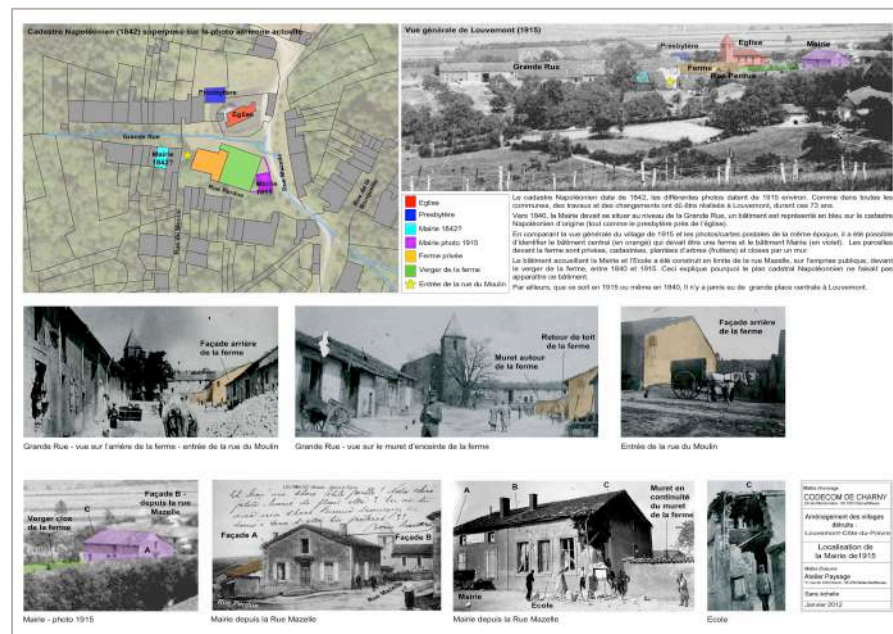 Cadastre Napoléonien (1842) superposé sur la photo aérienne actuelle
Presbytère
Eglise
Grande Rue
Mairie
1842?
Rue Perdue
Mairie
1915
Rue Mazelle
Rue du Moulin
Rue de la
Vue générale de Louvemont (1915)
Presbytère
Eglise
Mairie
Grande Rue
Ferme
Rue Perdue
Eglise
Presbytère
Mairie 1842?
Mairie photo 1915
Ferme privée
Verger de la ferme
Entrée de la rue du Moulin
Le cadastre Napoléonien date de 1842, les différentes photos datent de 1915 environ. Comme dans toutes les
communes, des travaux et des changements ont dû être réalisés à Louvemont, durant ces 73 ans.
Vers 1840, la Mairie devait se situer au niveau de la Grande Rue, un bâtiment est représenté en bleu sur le cadastre
Napoléonien d'origine (tout comme le presbytère près de l'église).
En comparant la vue générale du village de 1915 et les photos/cartes postales de la même époque, il a été possible
d'identifier le bâtiment central (en orangé) qui devait être une ferme et le bâtiment Mairie (en violet). Les parcelles
devant la ferme sont privées, cadastrées, plantées d'arbres (fruitiers) et closes par un mur.
Le bâtiment accueillant la Mairie et l'Ecole a été construit en limite de la rue Mazelle, sur l'emprise publique, devant
le verger de la ferme, entre 1840 et 1915. Ceci explique pourquoi le plan cadastral Napoléonien ne faisait pas
apparaître ce bâtiment.
Par ailleurs, que ce soit en 1915 ou même en 1840, il n'y a jamais eu de grande place centrale à Louvemont.
Façade arrière
de la ferme
Grande Rue - vue sur l'arrière de la ferme - entrée de la rue du Moulin
Retour de toit
de la ferme
Muret autour
de la ferme
Grande Rue - vue sur le muret d'enceinte de la ferme
Façade arrière
de la ferme
Entrée de la rue du Moulin
Façade B -
depuis la rue
Mazelle
Verger clos
de la ferme
C
A
Mairie - photo 1915
Façade A
Façade B
Rue Perdue
Rue Mazelle
Mairie depuis la Rue Mazelle
A
B
C
Muret en
continuité
du muret
de la ferme
Mairie
Ecole
Mairie depuis la Rue Mazelle
C
Ecole
Maître d'ouvrage
CODECOM DE CHARNY
Aménagement des villages
détruits :
Louvemont-Côte-du-Poivre
Localisation
de la Mairie de1915
Maître d'oeuvre
Atelier Paysage
Sans échelle
Janvier 2012